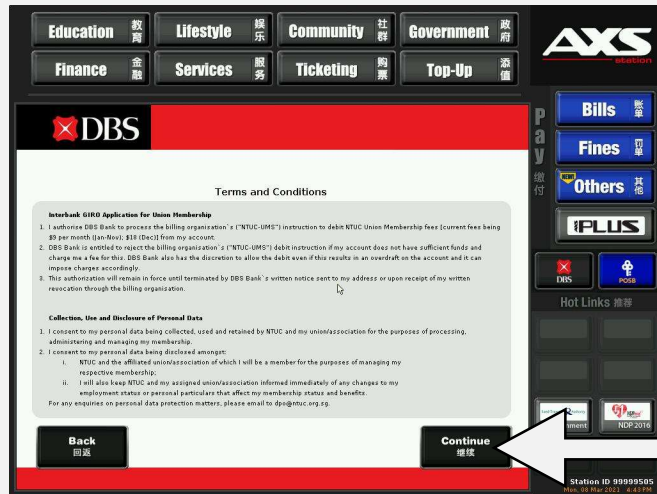 Education 教育
Lifestyle 娱乐
Community 社群
Government 政府
Finance 金融
Services 服务
Ticketing 购票
Top-Up 添值
AXS
station
DBS
Terms and Conditions
Interbank GIRO Application for Union Membership
1. I authorise DBS Bank to process the billing organisation`s ("NTUC-UMS") instruction to debit NTUC Union Membership fees [current fees being
$9 per month (Jan-Nov); $18 (Dec)] from my account.
2. DBS Bank is entitled to reject the billing organisation`s ("NTUC-UMS") debit instruction if my account does not have sufficient funds and
charge me a fee for this. DBS Bank also has the discretion to allow the debit even if this results in an overdraft on the account and it can
impose charges accordingly.
3. This authorization will remain in force until terminated by DBS Bank`s written notice sent to my address or upon receipt of my written
revocation through the billing organisation.
Collection, Use and Disclosure of Personal Data
1. I consent to my personal data being collected, used and retained by NTUC and my union/association for the purposes of processing,
administering and managing my membership.
2. I consent to my personal data being disclosed amongst:
i. NTUC and the affiliated union/association of which I will be a member for the purposes of managing my
respective membership;
ii. I will also keep NTUC and my assigned union/association informed immediately of any changes to my
employment status or personal particulars that affect my membership status and benefits.
For any enquiries on personal data protection matters, please email to dpo@ntuc.org.sg.
Back
回返
Continue
继续
Pay
缴付
Bills 账单
Fines 罚单
NEW!
Others 其他
PLUS
DBS
POSB
Hot Links 推荐
NDP 2016
Station ID 99999505
Mon, 08 Mar 2021 4:43 PM